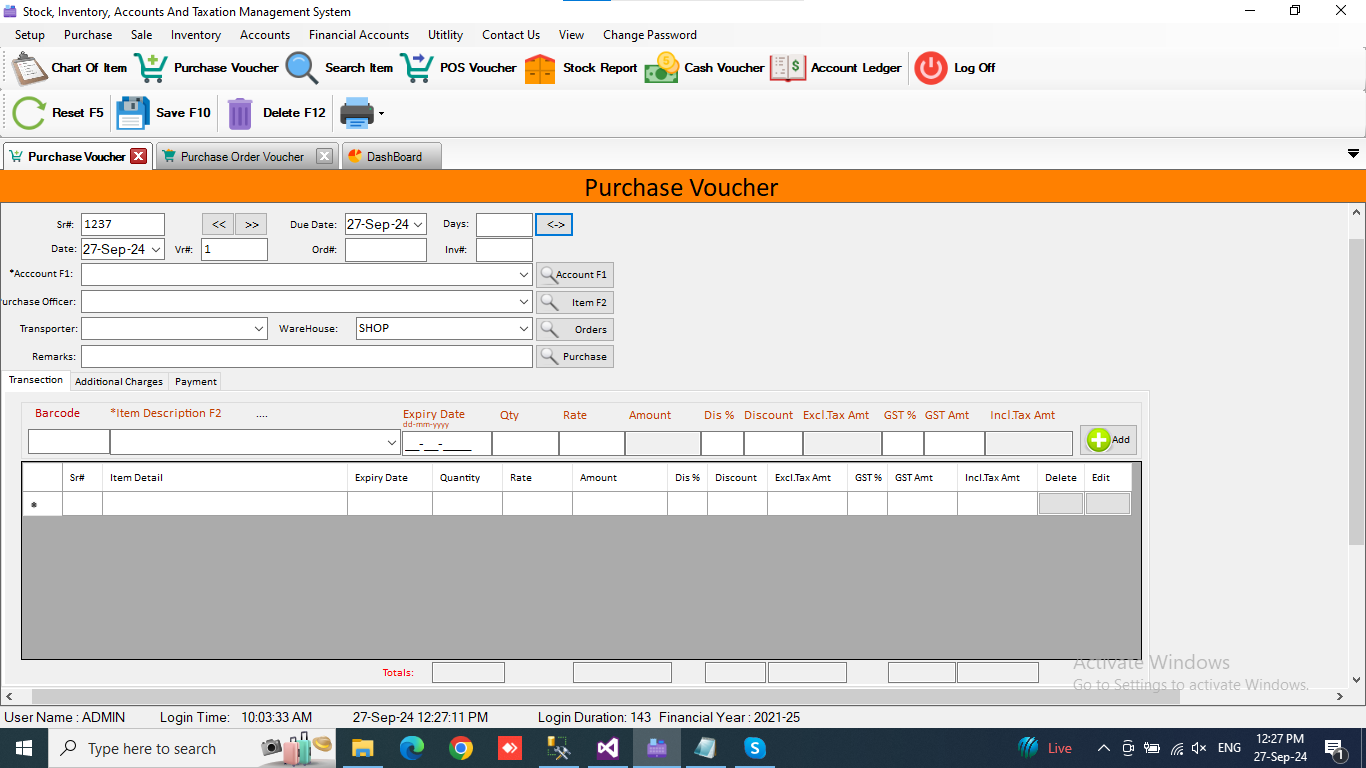 Stock, Inventory, Accounts And Taxation Management System
Setup Purchase Sale Inventory Accounts Financial Accounts Utitlity Contact Us View Change Password
Chart Of Item Purchase Voucher Search Item POS Voucher Stock Report Cash Voucher Account Ledger Log Off
Reset F5 Save F10 Delete F12
Purchase Voucher Purchase Order Voucher DashBoard
Purchase Voucher
Sr#: 1237 << >> Due Date: 27-Sep-24 Days: <->
Date: 27-Sep-24 Vr#: 1 Ord#: Inv#:
*Acccount F1: Account F1
urchase Officer: Item F2
Transporter: WareHouse: SHOP Orders
Remarks: Purchase
Transection Additional Charges Payment
Barcode *Item Description F2 .... Expiry Date Qty Rate Amount Dis % Discount Excl.Tax Amt GST % GST Amt Incl.Tax Amt
dd-mm-yyyy
__-__-____ Add
Sr# Item Detail Expiry Date Quantity Rate Amount Dis % Discount Excl.Tax Amt GST % GST Amt Incl.Tax Amt Delete Edit
*
Totals:
Activate Windows
Go to Settings to activate Windows.
User Name : ADMIN Login Time: 10:03:33 AM 27-Sep-24 12:27:11 PM Login Duration: 143 Financial Year : 2021-25
Type here to search Live ENG 12:27 PM
27-Sep-24 1